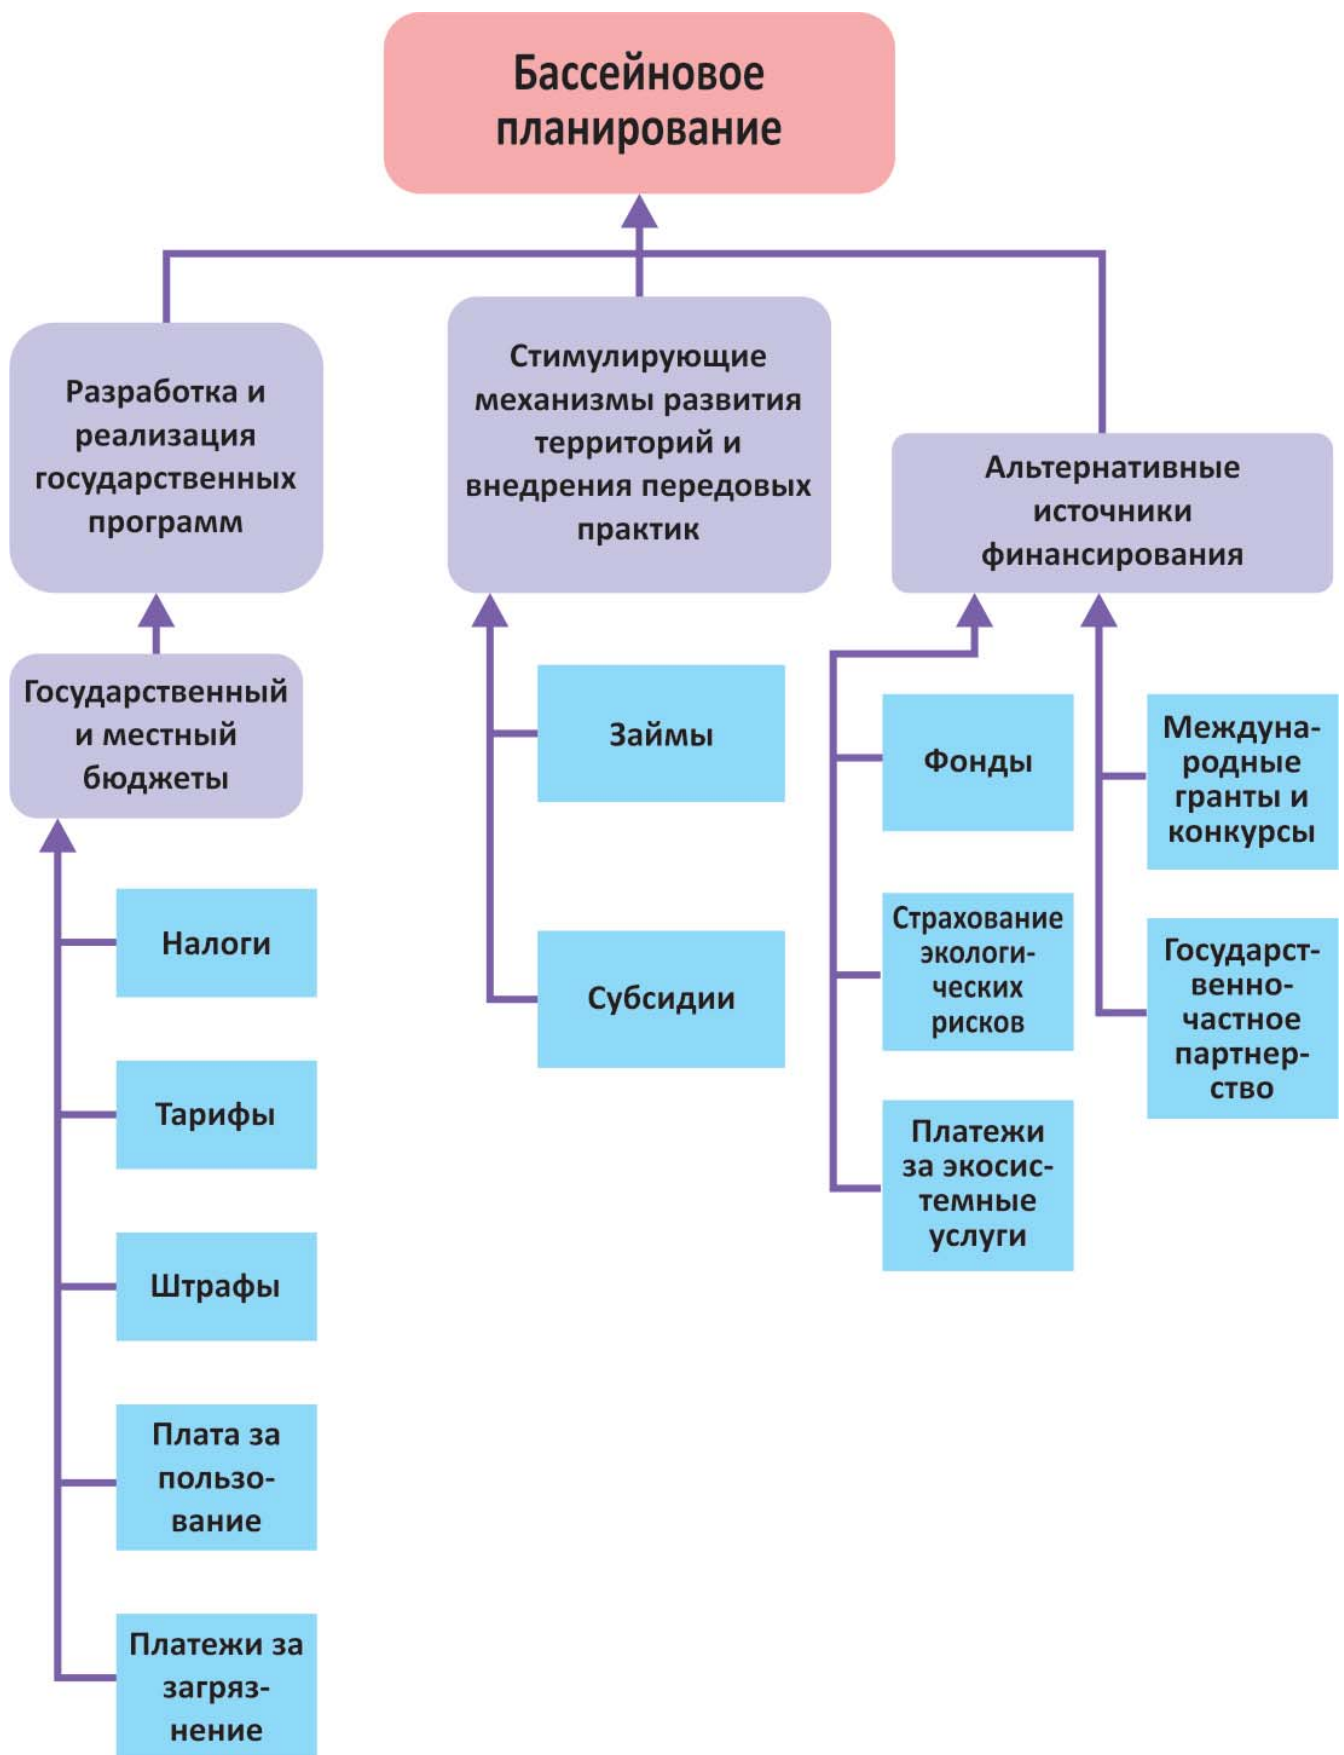 Бассейновое
планирование
Разработка и
реализация
государственных
программ
Стимулирующие
механизмы развития
территорий и
внедрения передовых
практик
Альтернативные
источники
финансирования
Государственный
и местный
бюджеты
Налоги
Тарифы
Штрафы
Плата за
пользо-
вание
Платежи за
загряз-
нение
Займы
Субсидии
Фонды
Страхование
экологи-
ческих
рисков
Платежи
за экосис-
темные
услуги
Междуна-
родные
гранты и
конкурсы
Государст-
венно-
частное
партнер-
ство